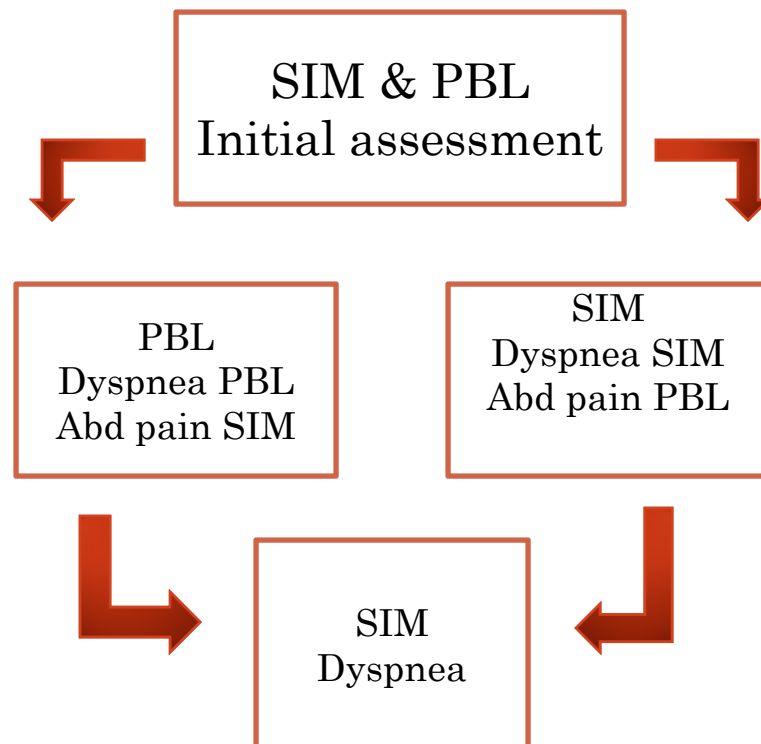 SIM & PBL
Initial assessment
PBL
Dyspnea PBL
Abd pain SIM
SIM
Dyspnea SIM
Abd pain PBL
SIM
Dyspnea